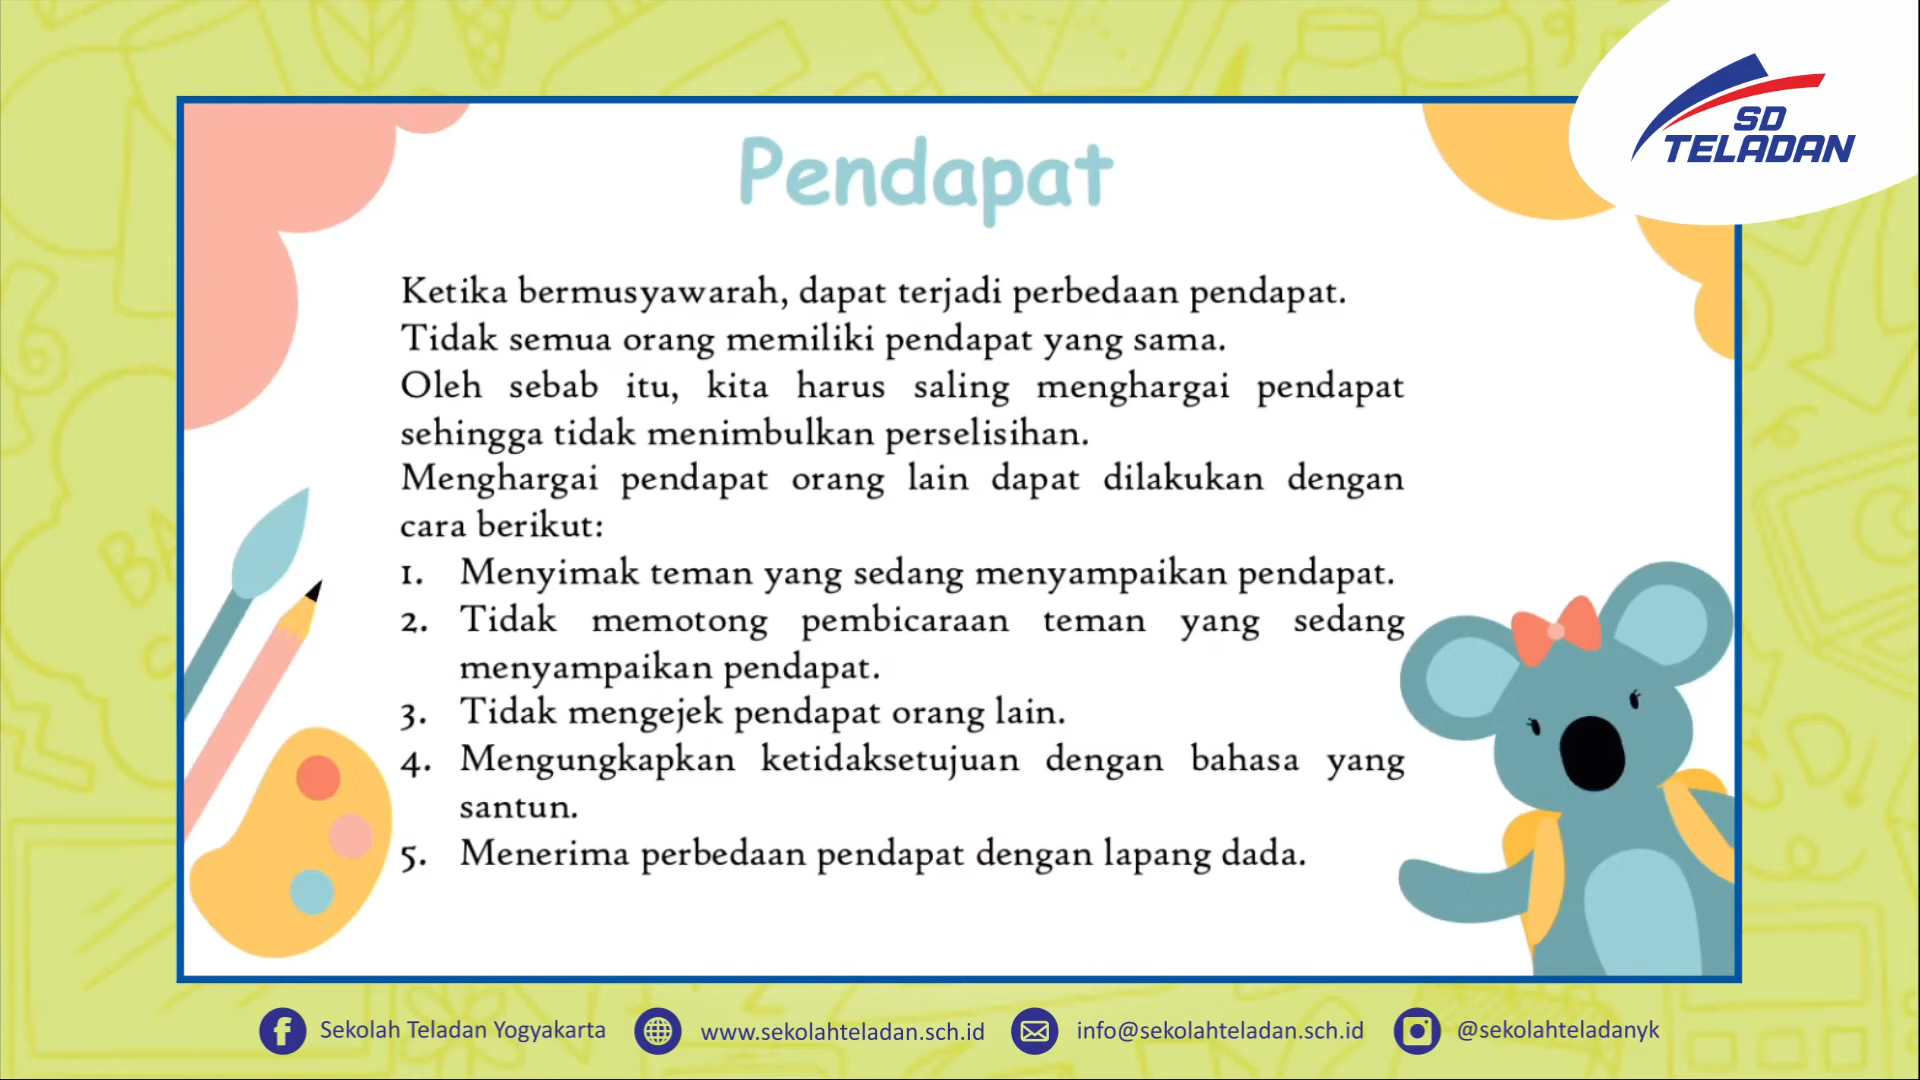 SD
TELADAN
Pendapat
Ketika bermusyawarah, dapat terjadi perbedaan pendapat.
Tidak semua orang memiliki pendapat yang sama.
Oleh sebab itu, kita harus saling menghargai pendapat
sehingga tidak menimbulkan perselisihan.
Menghargai pendapat orang lain dapat dilakukan dengan
cara berikut:
1. Menyimak teman yang sedang menyampaikan pendapat.
2. Tidak memotong pembicaraan teman yang sedang
menyampaikan pendapat.
3. Tidak mengejek pendapat orang lain.
4. Mengungkapkan ketidaksetujuan dengan bahasa yang
santun.
5. Menerima perbedaan pendapat dengan lapang dada.
Sekolah Teladan Yogyakarta
www.sekolahteladan.sch.id
info@sekolahteladan.sch.id
@sekolahteladanyk